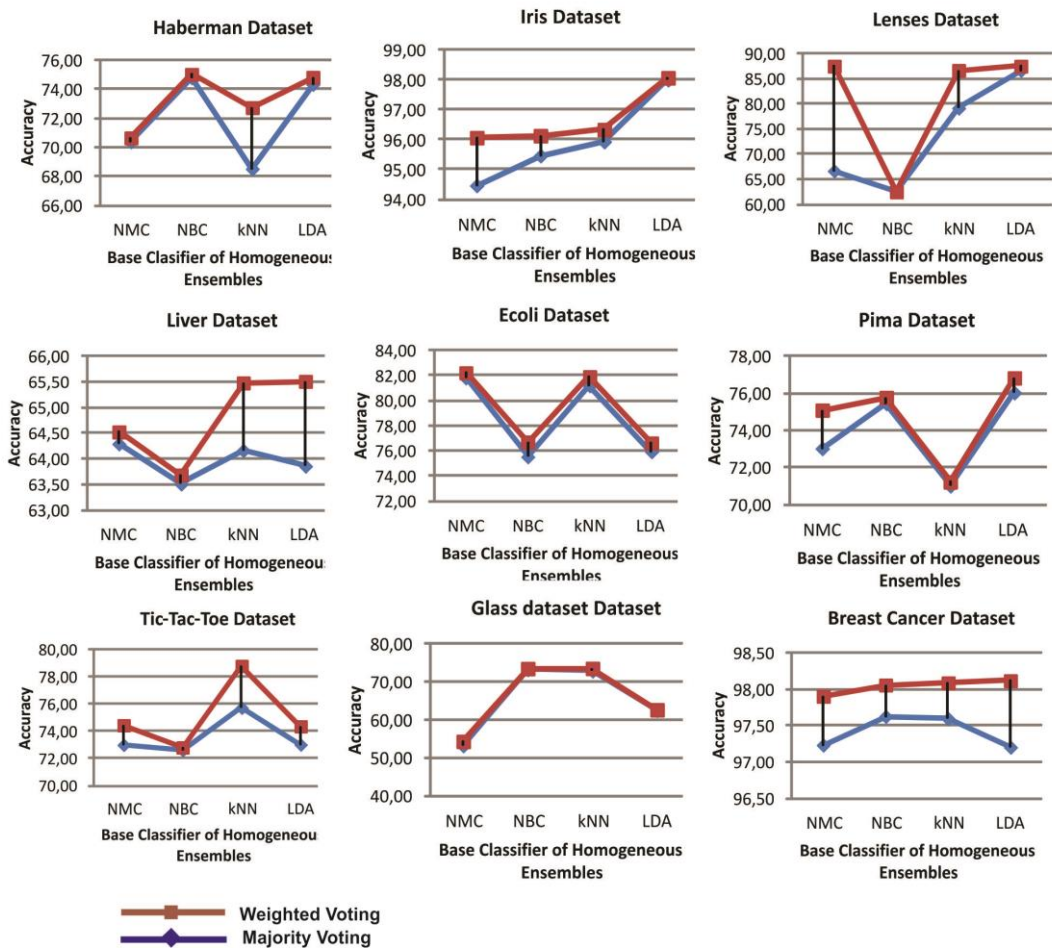 Haberman Dataset
Accuracy
76,00
74,00
72,00
70,00
68,00
66,00
NMC NBC kNN LDA
Base Classifier of Homogeneous
Ensembles
Iris Dataset
Accuracy
99,00
98,00
97,00
96,00
95,00
94,00
NMC NBC kNN LDA
Base Classifier of Homogeneous
Ensembles
Lenses Dataset
Accuracy
90,00
85,00
80,00
75,00
70,00
65,00
60,00
NMC NBC kNN LDA
Base Classifier of Homogeneous
Ensembles
Liver Dataset
Accuracy
66,00
65,50
65,00
64,50
64,00
63,50
63,00
NMC NBC kNN LDA
Base Classifier of Homogeneou
Ensembles
Ecoli Dataset
Accuracy
84,00
82,00
80,00
78,00
76,00
74,00
72,00
NMC NBC kNN LDA
Base Classifier of Homogeneous
Ensembles
Pima Dataset
Accuracy
78,00
76,00
74,00
72,00
70,00
NMC NBC kNN LDA
Base Classifier of Homogeneous
Ensembles
Tic-Tac-Toe Dataset
Accuracy
80,00
78,00
76,00
74,00
72,00
70,00
NMC NBC kNN LDA
Base Classifier of Homogeneou
Ensembles
Glass dataset Dataset
Accuracy
80,00
70,00
60,00
50,00
40,00
NMC NBC kNN LDA
Base Classifier of Homogeneous
Ensembles
Breast Cancer Dataset
Accuracy
98,50
98,00
97,50
97,00
96,50
NMC NBC kNN LDA
Base Classifier of Homogeneous
Ensembles
Weighted Voting
Majority Voting